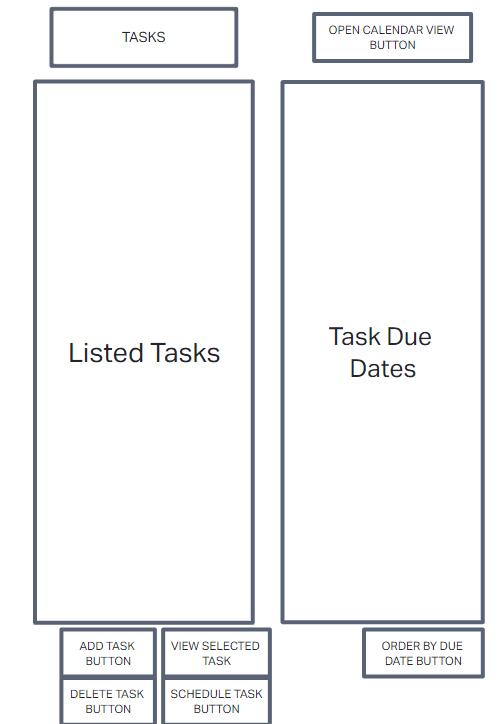 TASKS
OPEN CALENDAR VIEW
BUTTON
Listed Tasks
Task Due
Dates
ADD TASK
BUTTON
VIEW SELECTED
TASK
ORDER BY DUE
DATE BUTTON
DELETE TASK
BUTTON
SCHEDULE TASK
BUTTON